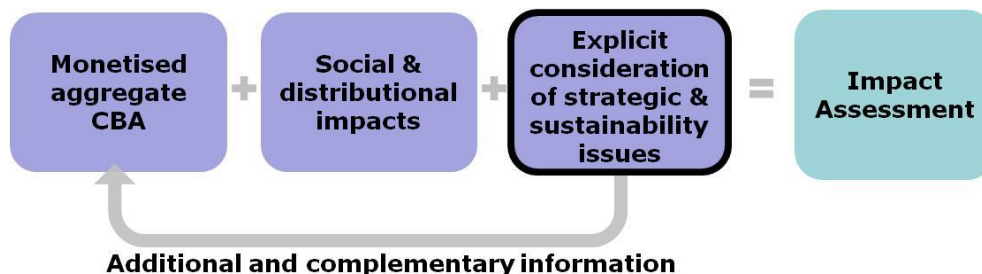 Monetised
aggregate
CBA
+
Social &
distributional
impacts
+
Explicit
consideration
of strategic &
sustainability
issues
=
Impact
Assessment
Additional and complementary information